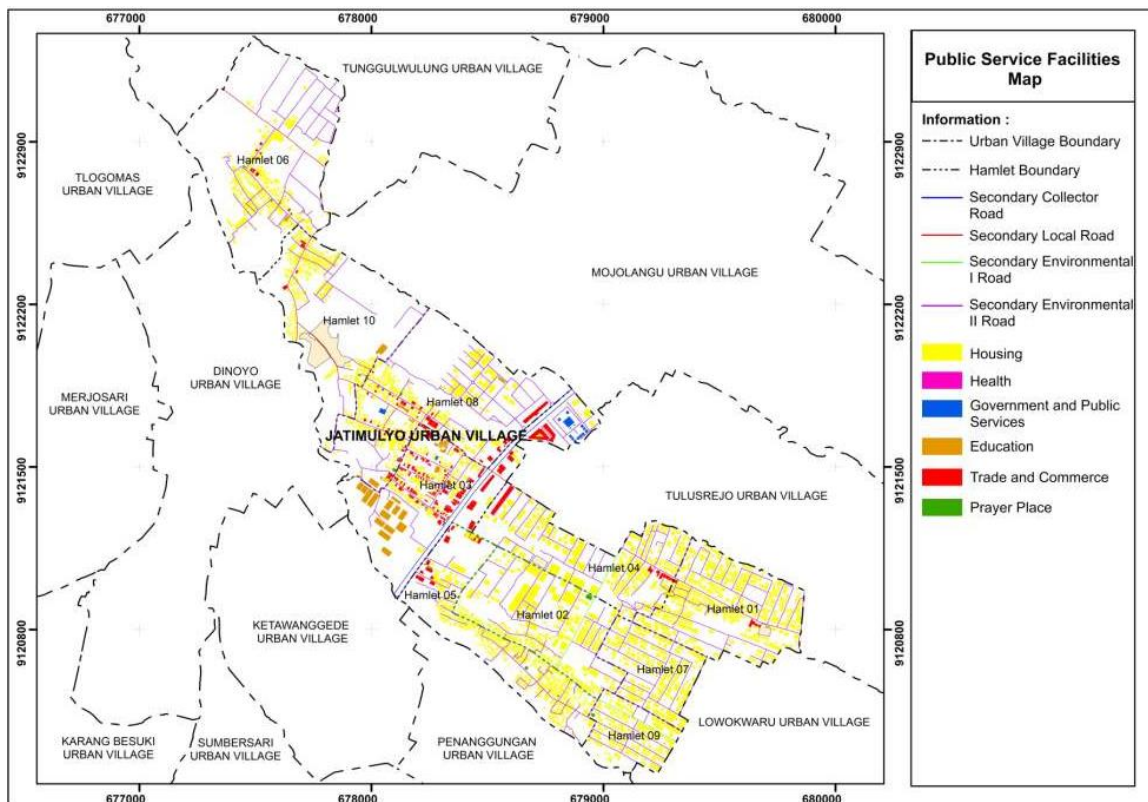 677000 678000 679000 680000
9122900
9122200
9121500
9120800
TUNGGULWULUNG URBAN VILLAGE
Hamlet 06
TLOGOMAS
URBAN VILLAGE
MOJOLANGU URBAN VILLAGE
Hamlet 10
DINOYO
URBAN VILLAGE
MERJOSARI
URBAN VILLAGE
Hamlet 08
JATIMULYO URBAN VILLAGE
Hamlet 03
TULUSREJO URBAN VILLAGE
Hamlet 04
Hamlet 05
Hamlet 02
Hamlet 01
KETAWANGGEDE
URBAN VILLAGE
Hamlet 07
LOWOKWARU URBAN VILLAGE
Hamlet 09
KARANG BESUKI
URBAN VILLAGE
SUMBERSARI
URBAN VILLAGE
PENANGGUNGAN
URBAN VILLAGE
677000 678000 679000 680000
9122900
9122200
9121500
9120800
Public Service Facilities
Map
Information :
Urban Village Boundary
Hamlet Boundary
Secondary Collector
Road
Secondary Local Road
Secondary Environmental
I Road
Secondary Environmental
II Road
Housing
Health
Government and Public
Services
Education
Trade and Commerce
Prayer Place